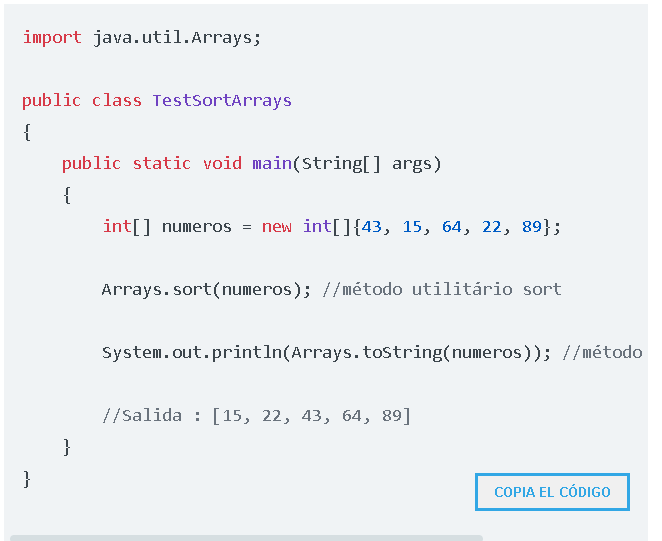 import java.util.Arrays;
public class TestSortArrays
{
public static void main(String[] args)
{
int[] numeros = new int[]{43, 15, 64, 22, 89};
Arrays.sort(numeros); //método utilitário sort
System.out.println(Arrays.toString(numeros)); //método
//Salida : [15, 22, 43, 64, 89]
}
}
COPIA EL CÓDIGO